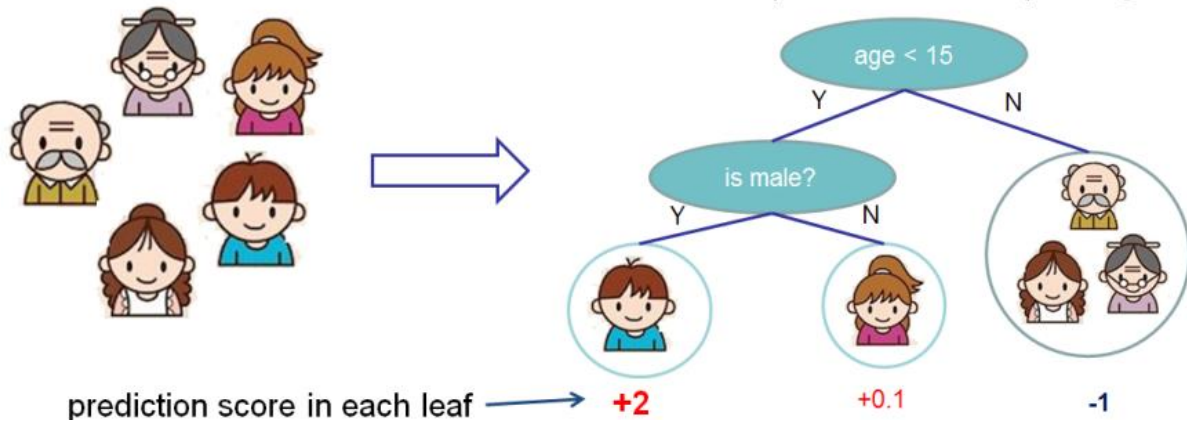 age < 15
Y
N
is male?
Y
N
prediction score in each leaf
+2
+0.1
-1